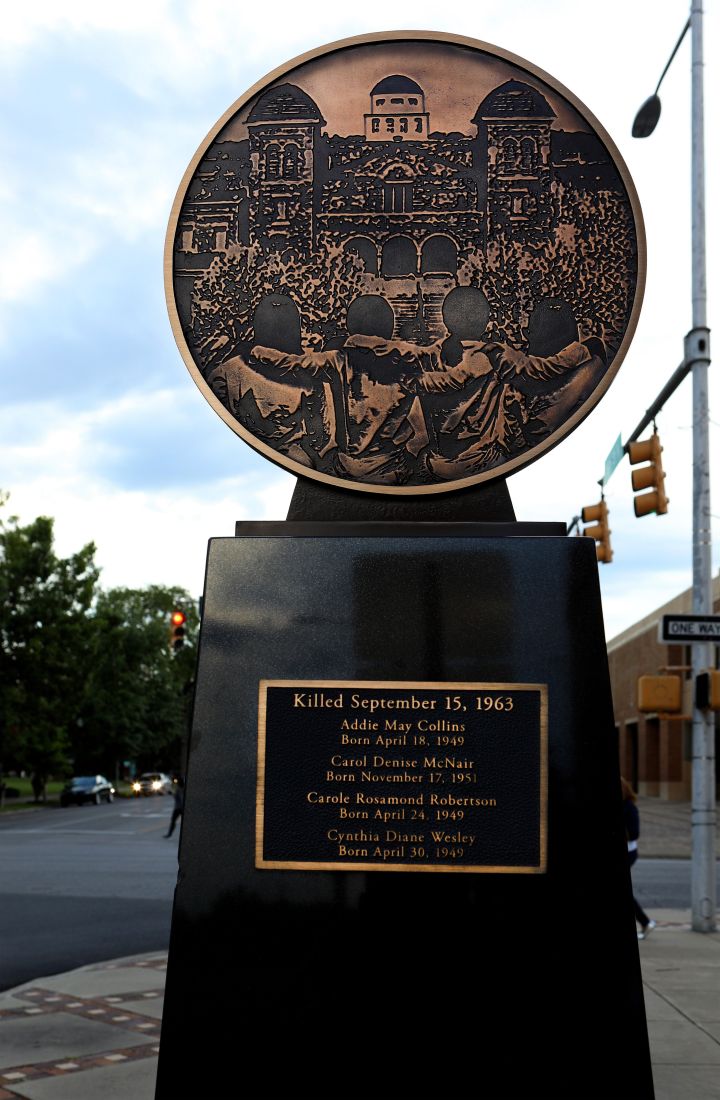 Killed September 15, 1963
Addie May Collins
Born April 18, 1949
Carol Denise McNair
Born November 17, 1951
Carole Rosamond Robertson
Born April 24, 1949
Cynthia Diane Wesley
Born April 30, 1949
ONE WAY